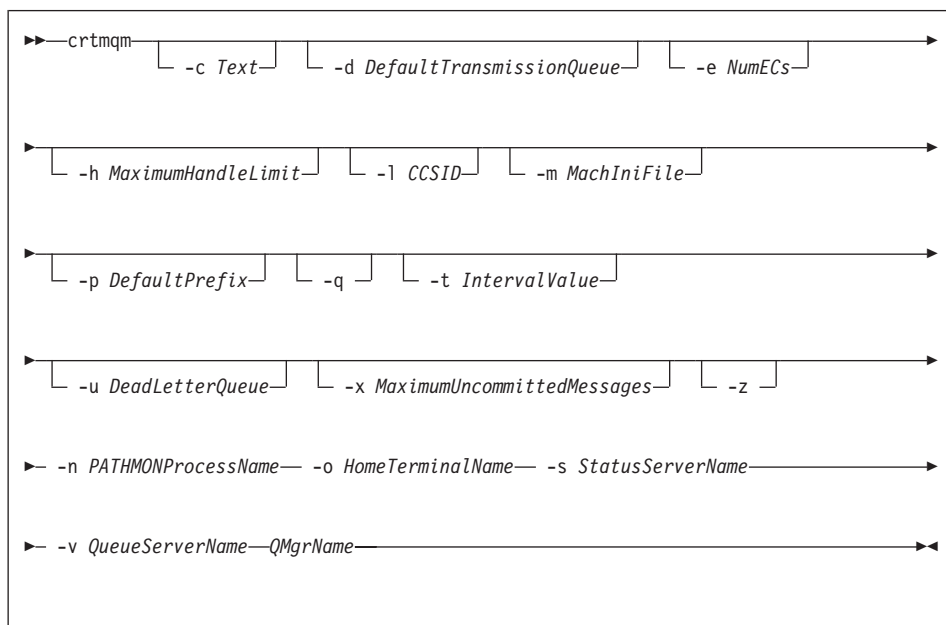 crtmqm
-c Text -d DefaultTransmissionQueue -e NumECs
-h MaximumHandleLimit -l CCSID -m MachIniFile
-p DefaultPrefix -q -t IntervalValue
-u DeadLetterQueue -x MaximumUncommittedMessages -z
-n PATHMONProcessName -o HomeTerminalName -s StatusServerName
-v QueueServerName QMgrName